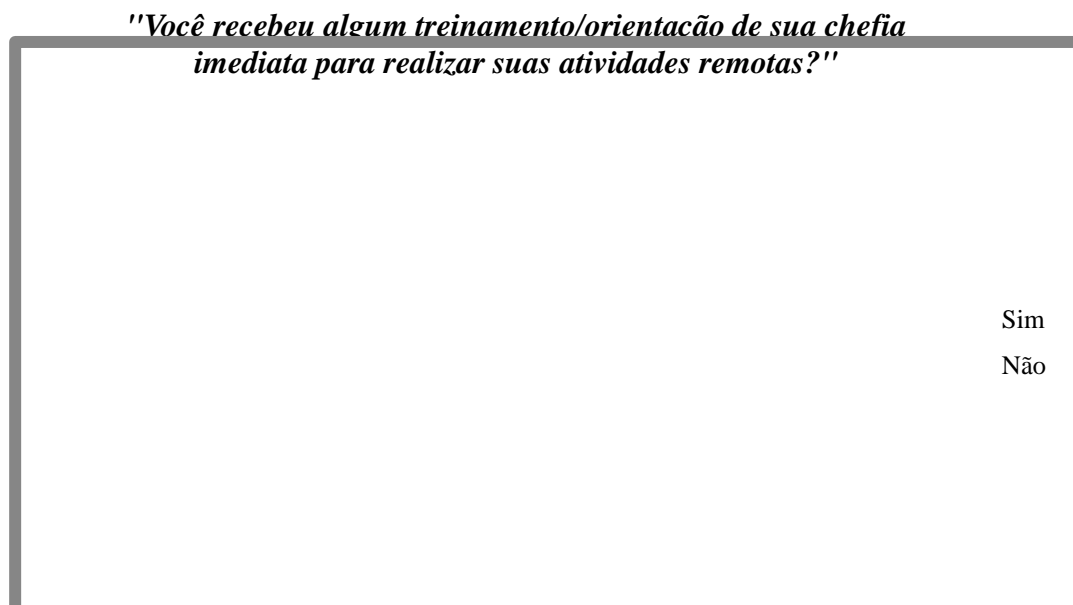 "Você recebeu algum treinamento/orientação de sua chefia
imediata para realizar suas atividades remotas?"
Sim
Não